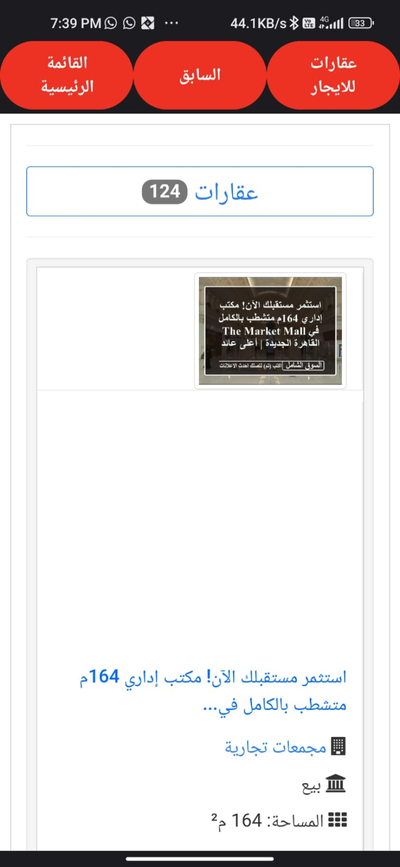 7:39 PM ... 44.1KB/s 4G 33
عقارات للايجار
السابق
القائمة الرئيسية
عقارات 124
استثمر مستقبلك الآن! مكتب
إداري 164م متشطب بالكامل
في The Market Mall
القاهرة الجديدة | أعلى عائد
السوق الشامل
استثمر مستقبلك الآن! مكتب إداري 164م
متشطب بالكامل في...
مجمعات تجارية
بيع
المساحة: 164 م²